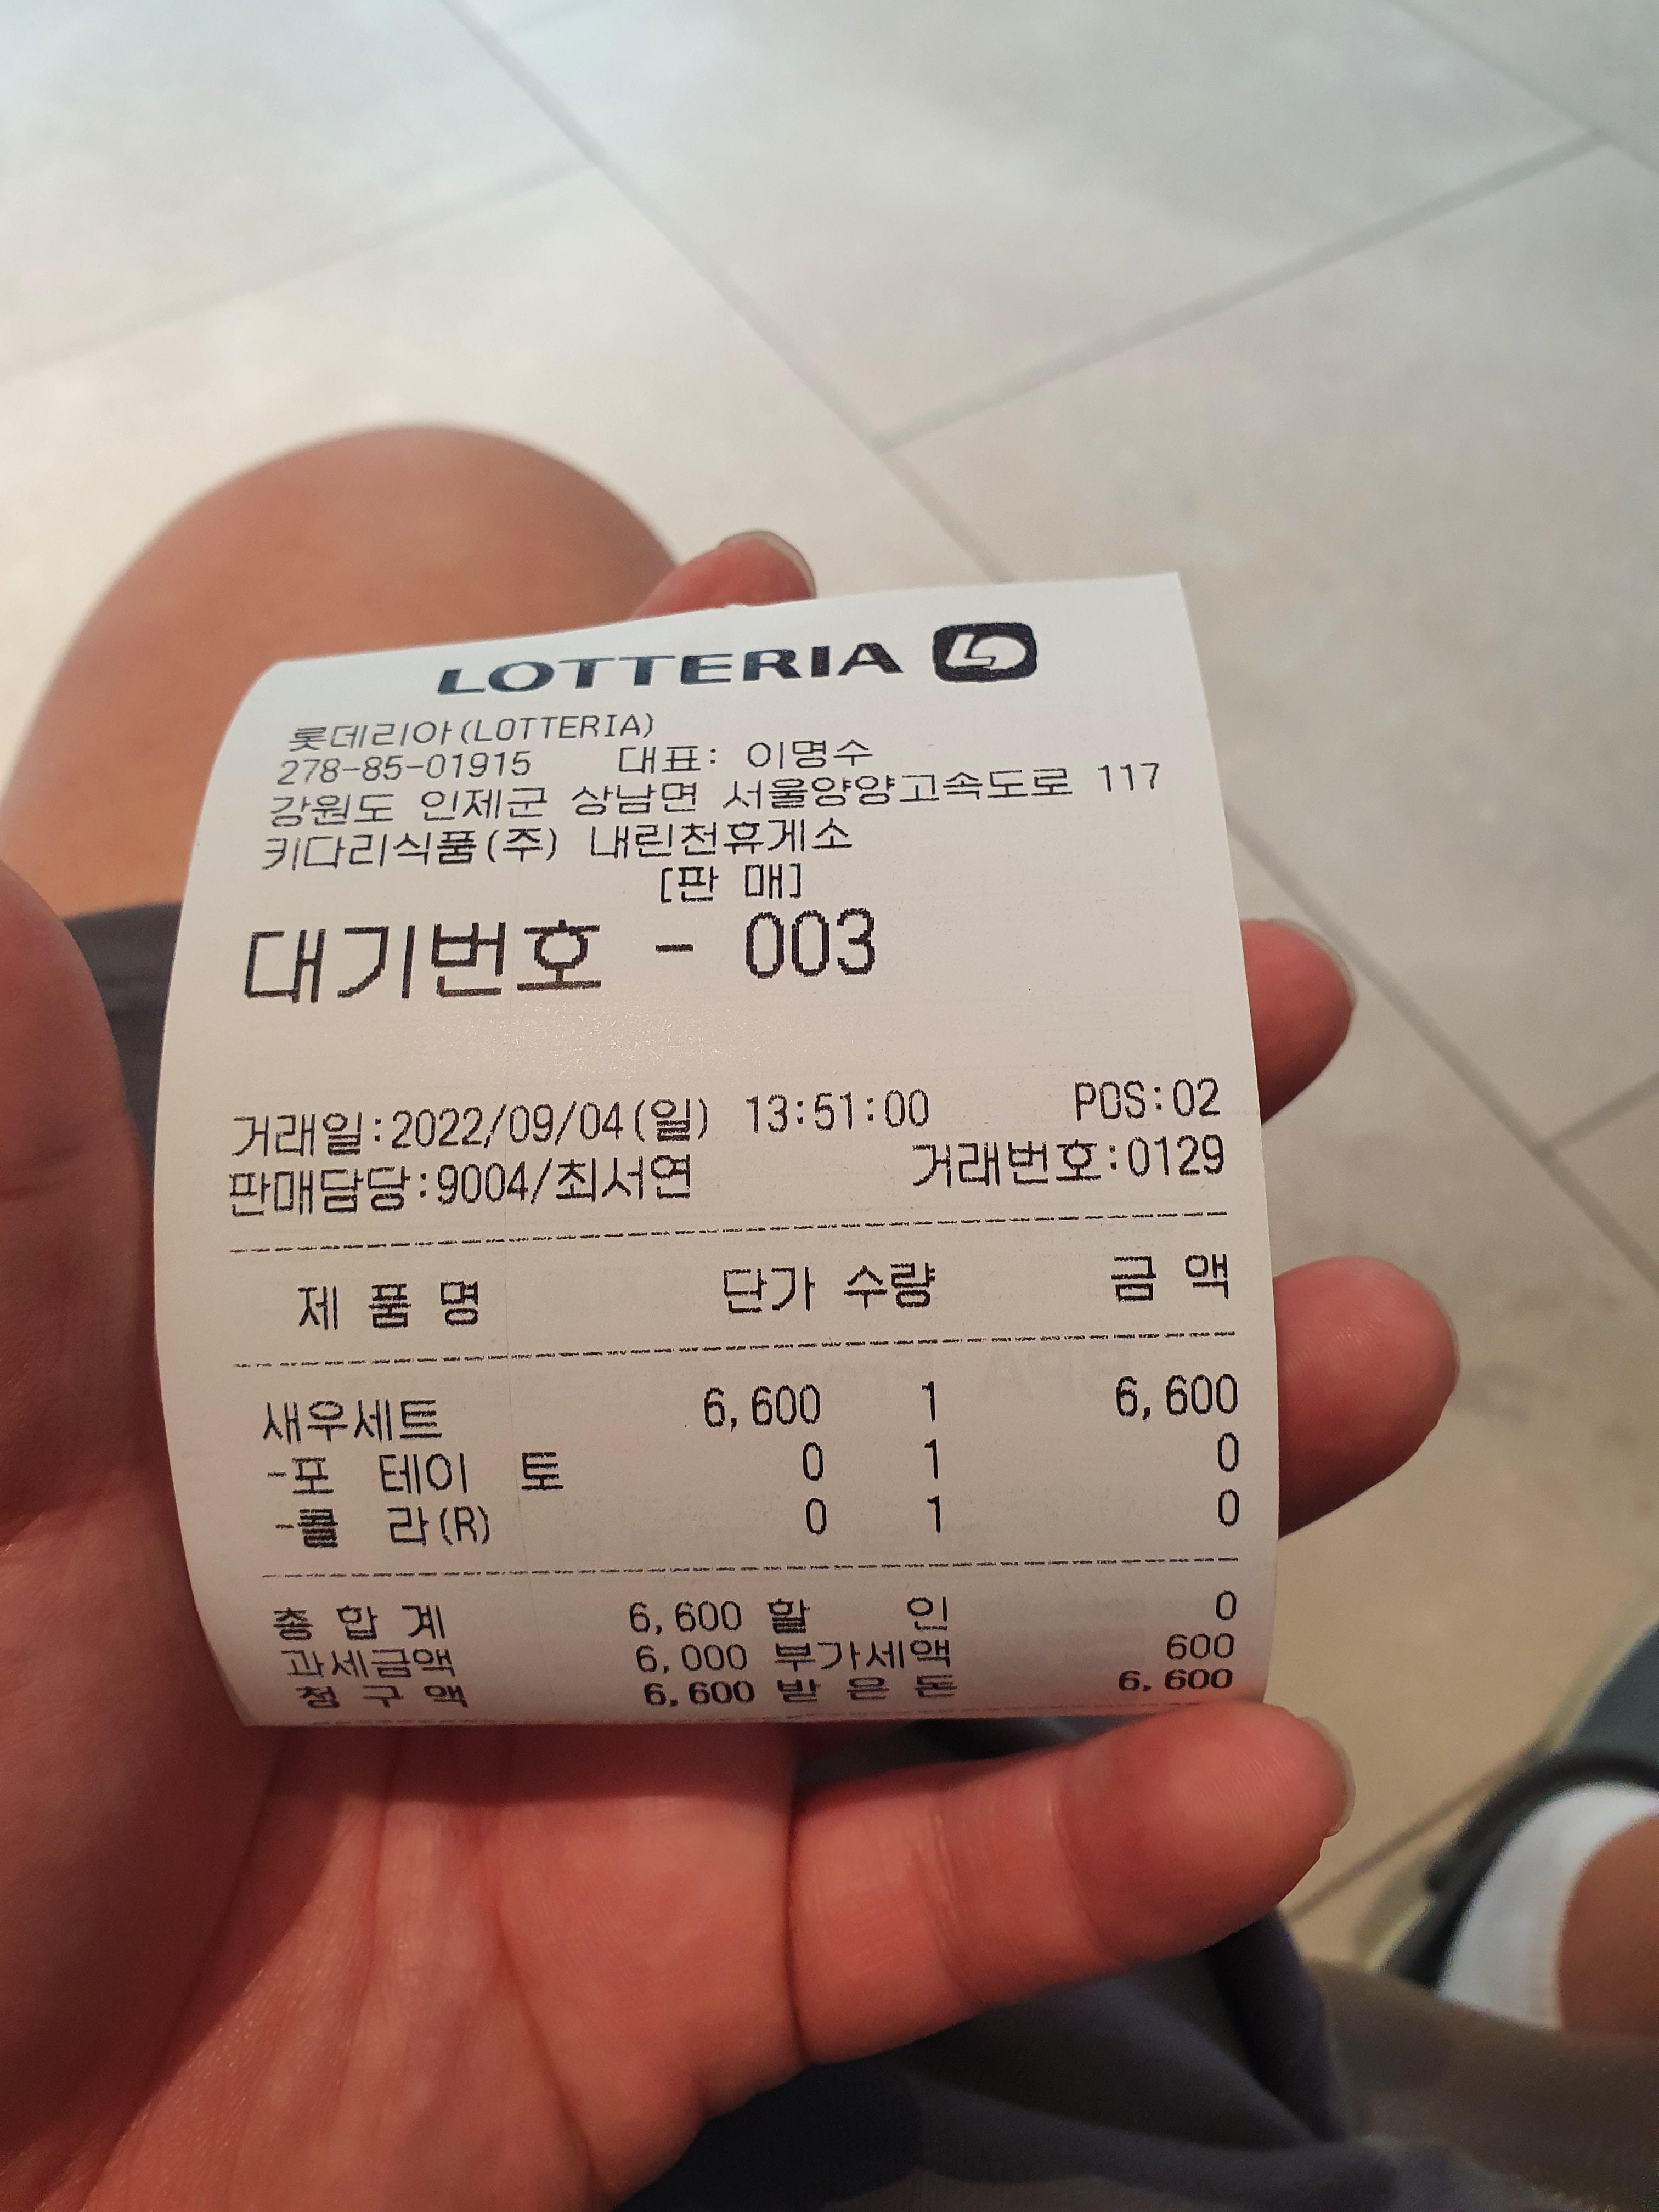 LOTTERIA
롯데리아(LOTTERIA)
278-85-01915 대표: 이명수
강원도 인제군 상남면 서울양양고속도로 117
키다리식품(주) 내린천휴게소
[판 매]
대기번호 - 003
거래일:2022/09/04(일) 13:51:00 POS:02
판매담당:9004/최서연 거래번호:0129
제 품 명 단가 수량 금 액
새우세트 6,600 1 6,600
-포 테이 토 0 1 0
-콜 라(R) 0 1 0
총 합 계 6,600 할 인 0
과세금액 6,000 부가세액 600
청 구 액 6,600 받 은 돈 6,600